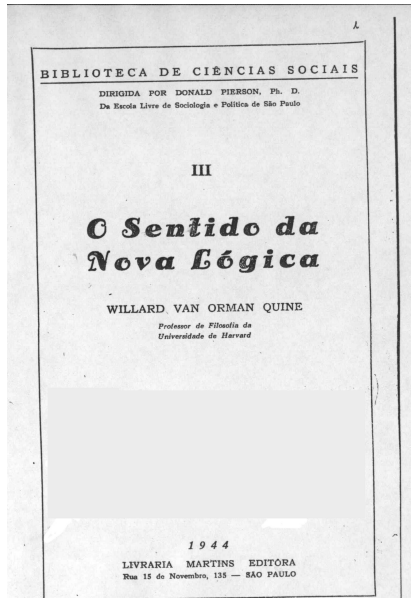 BIBLIOTECA DE CIÊNCIAS SOCIAIS
DIRIGIDA POR DONALD PIERSON, Ph. D.
Da Escola Livre de Sociologia e Política de São Paulo
III
O Sentido da
Nova Lógica
WILLARD VAN ORMAN QUINE
Professor de Filosofia da
Universidade de Harvard
1944
LIVRARIA MARTINS EDITÔRA
Rua 15 de Novembro, 135 — SÃO PAULO